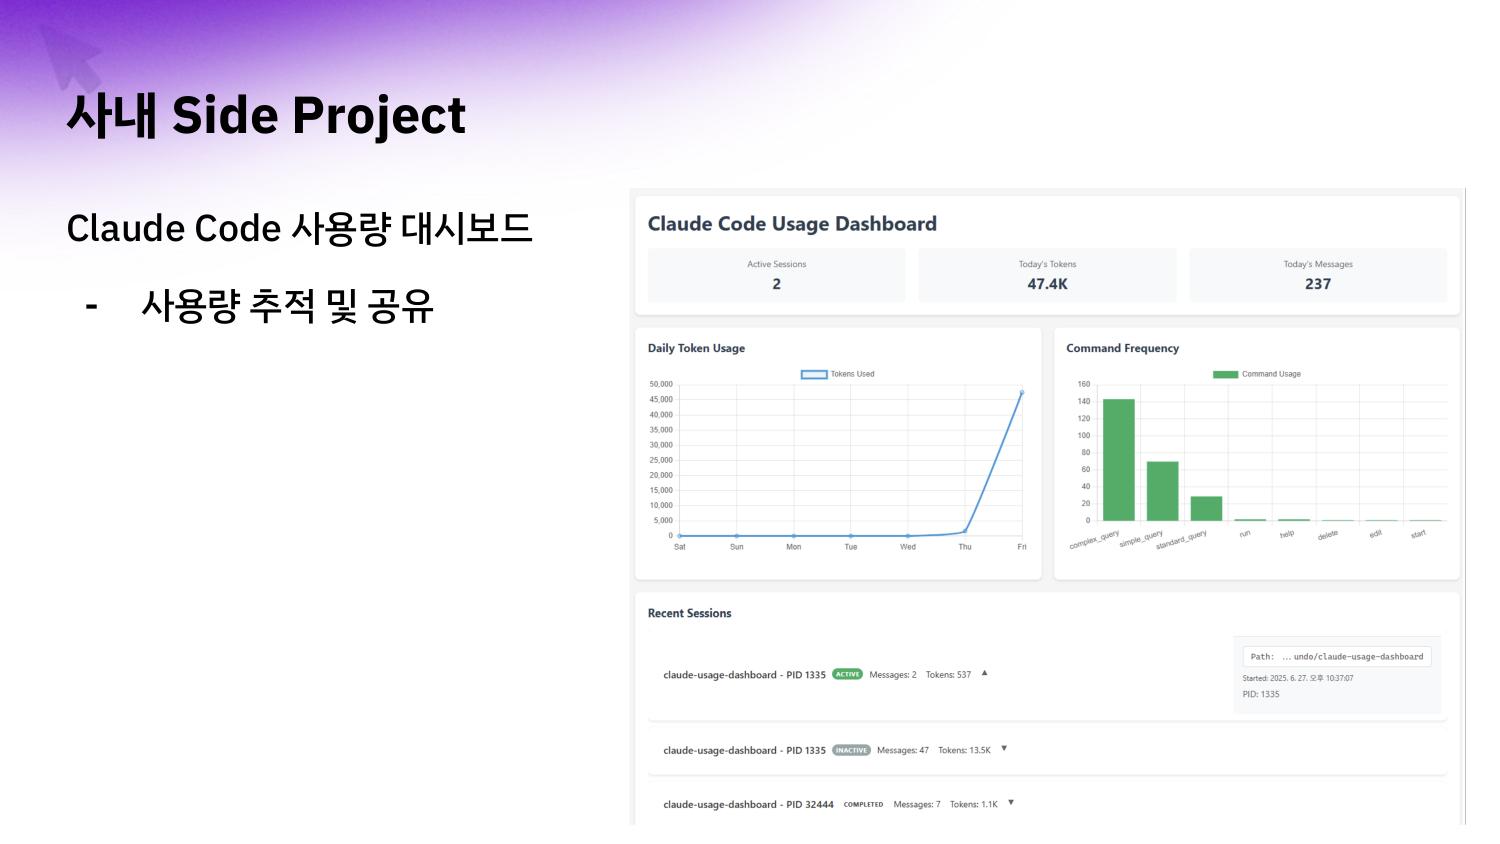 사내 Side Project
Claude Code 사용량 대시보드
- 사용량 추적 및 공유
Claude Code Usage Dashboard
Active Sessions
2
Today's Tokens
47.4K
Today's Messages
237
Daily Token Usage
Tokens Used
50,000
45,000
40,000
35,000
30,000
25,000
20,000
15,000
10,000
5,000
0
Sat Sun Mon Tue Wed Thu Fri
Command Frequency
Command Usage
160
140
120
100
80
60
40
20
0
complex_query simple_query standard_query run help delete edit start
Recent Sessions
claude-usage-dashboard - PID 1335 ACTIVE Messages: 2 Tokens: 537 ▲
Path: ...undo/claude-usage-dashboard
Started: 2025. 6. 27. 오후 10:37:07
PID: 1335
claude-usage-dashboard - PID 1335 INACTIVE Messages: 47 Tokens: 13.5K ▼
claude-usage-dashboard - PID 32444 COMPLETED Messages: 7 Tokens: 1.1K ▼